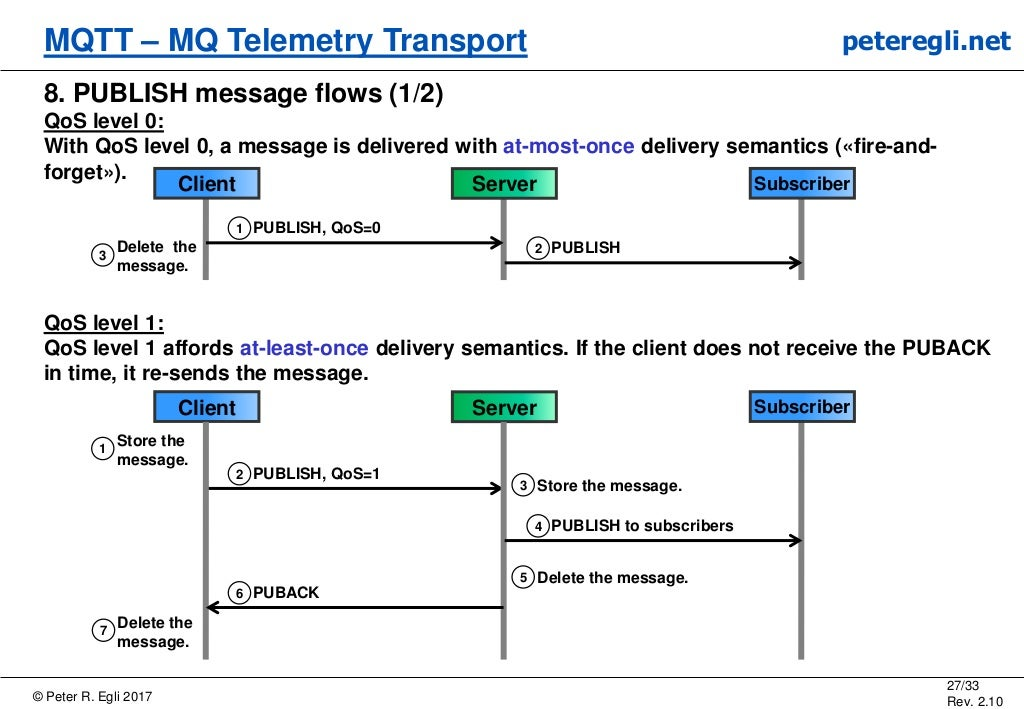 MQTT – MQ Telemetry Transport
peteregli.net
8. PUBLISH message flows (1/2)
QoS level 0:
With QoS level 0, a message is delivered with at-most-once delivery semantics («fire-and-
forget»).
Client
Server
Subscriber
1 PUBLISH, QoS=0
2 PUBLISH
3 Delete the
message.
QoS level 1:
QoS level 1 affords at-least-once delivery semantics. If the client does not receive the PUBACK
in time, it re-sends the message.
Client
Server
Subscriber
1 Store the
message.
2 PUBLISH, QoS=1
3 Store the message.
4 PUBLISH to subscribers
5 Delete the message.
6 PUBACK
7 Delete the
message.
© Peter R. Egli 2017
27/33
Rev. 2.10